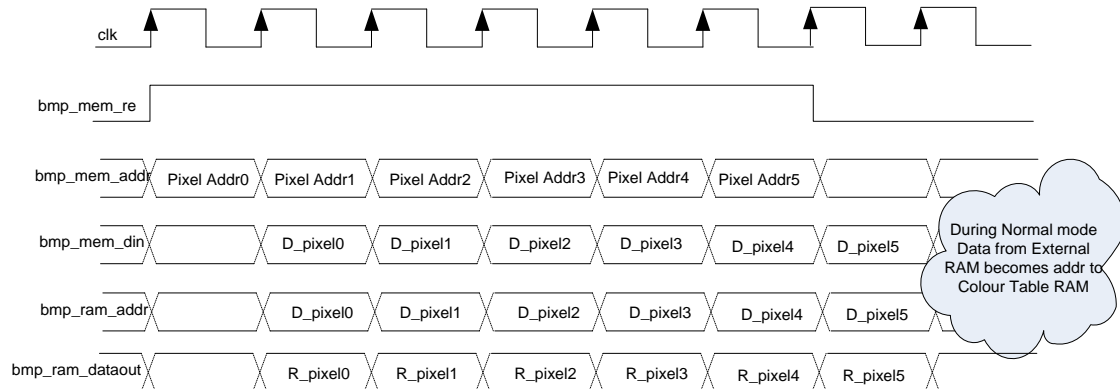 clk
bmp_mem_re
bmp_mem_addr Pixel Addr0 Pixel Addr1 Pixel Addr2 Pixel Addr3 Pixel Addr4 Pixel Addr5
bmp_mem_din D_pixel0 D_pixel1 D_pixel2 D_pixel3 D_pixel4 D_pixel5
bmp_ram_addr D_pixel0 D_pixel1 D_pixel2 D_pixel3 D_pixel4 D_pixel5
bmp_ram_dataout R_pixel0 R_pixel1 R_pixel2 R_pixel3 R_pixel4 R_pixel5
During Normal mode
Data from External
RAM becomes addr to
Colour Table RAM